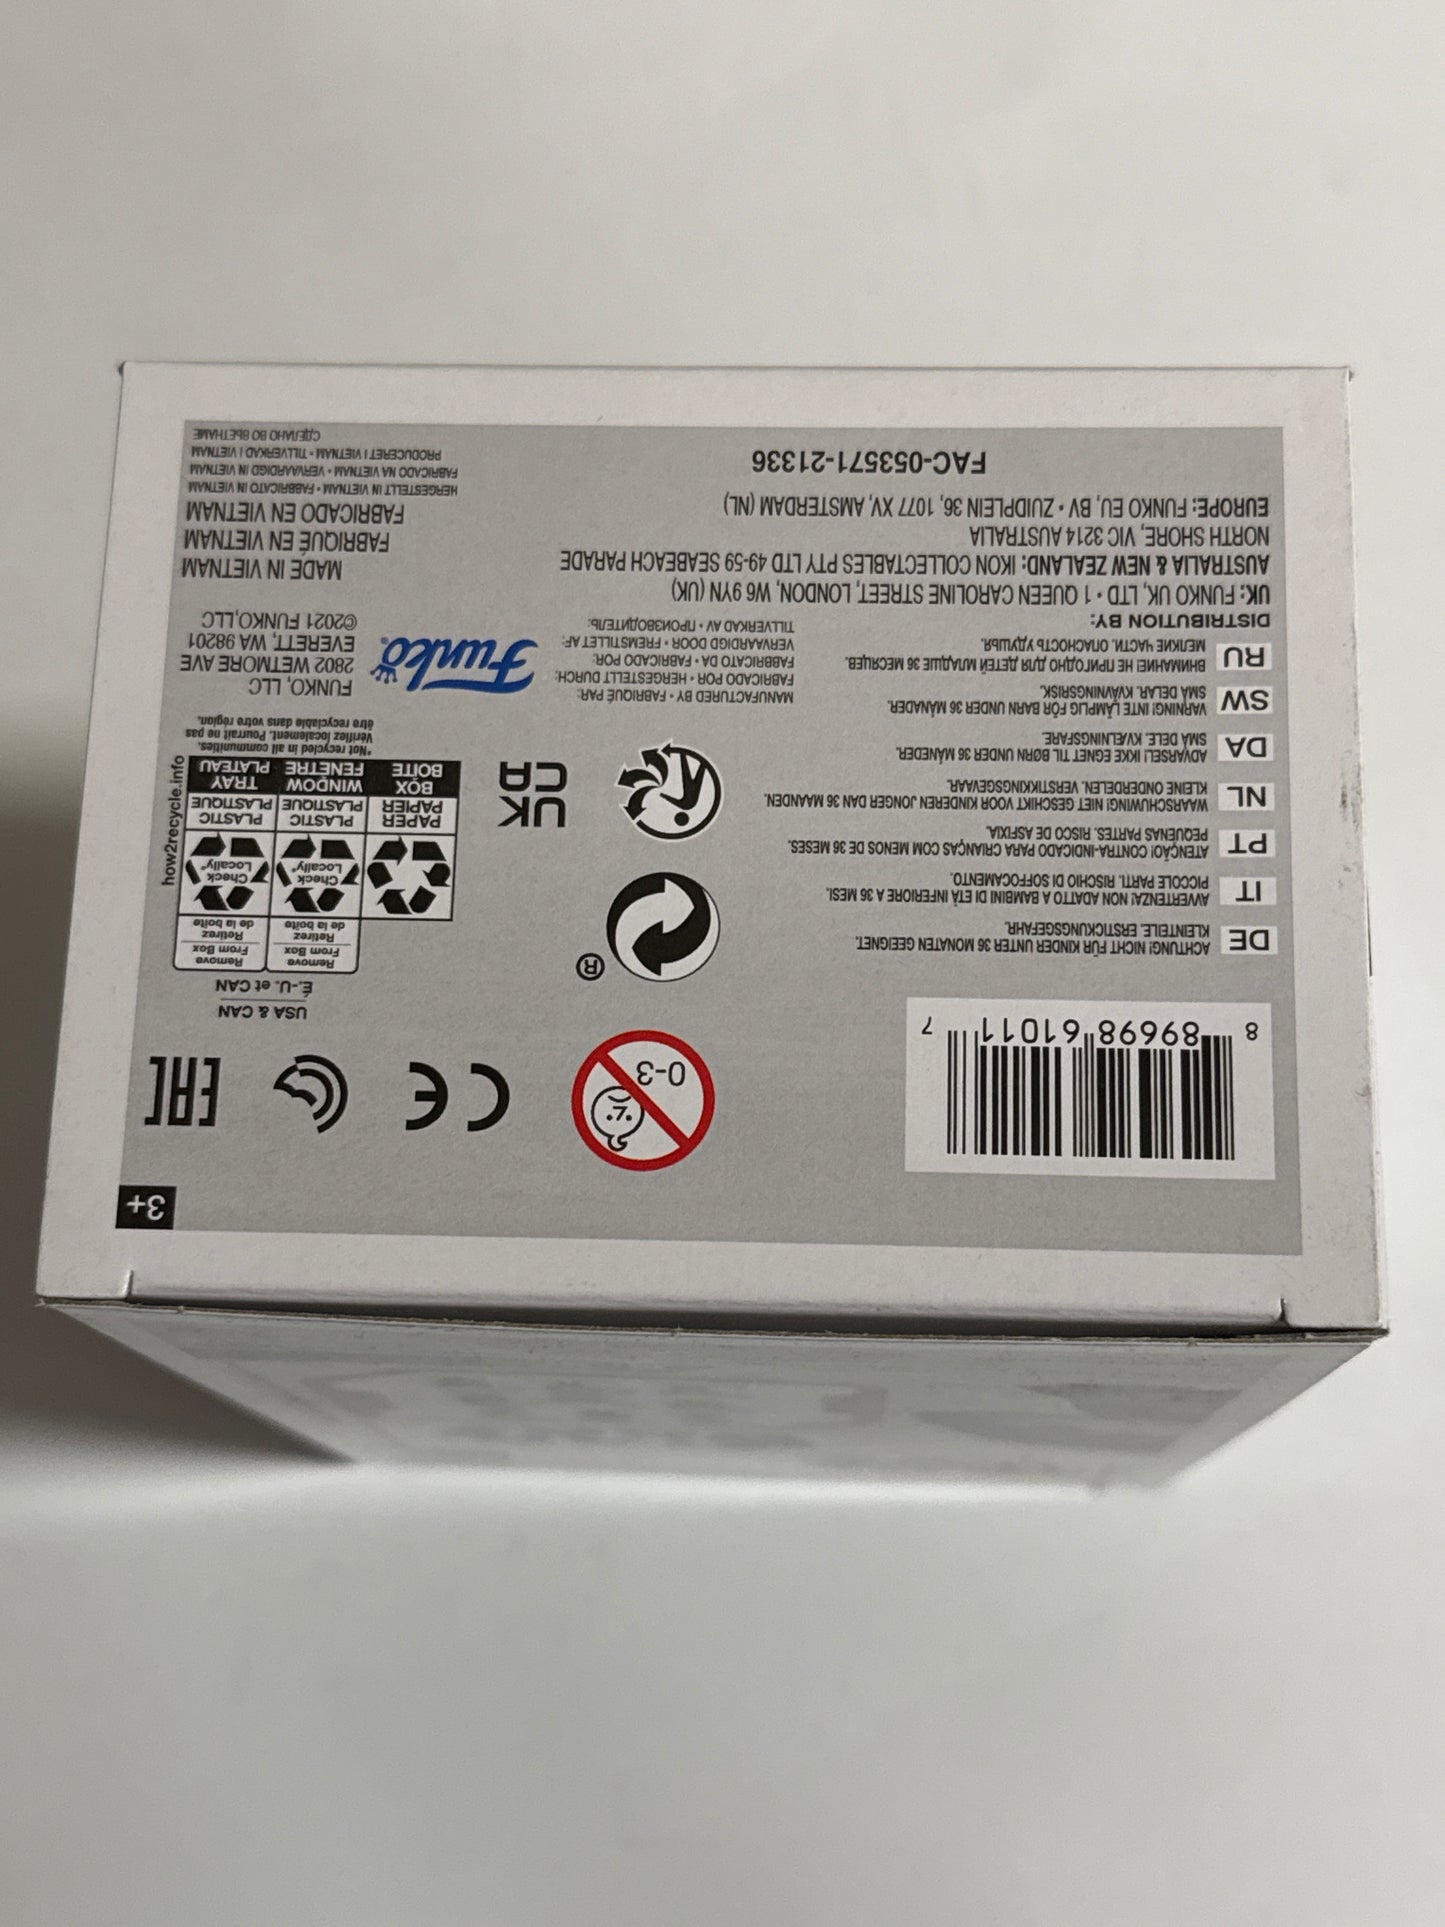 3+
8 89698 61011 7
0-3
CE
EAC
USA & CAN
É.-U. et CAN
Remove
From Box
Retirez
de la boîte
Remove
From Box
Retirez
de la boîte
Check
Locally*
Check
Locally*
PAPER
PAPIER
PLASTIC
PLASTIQUE
PLASTIC
PLASTIQUE
BOX
BOÎTE
WINDOW
FENÊTRE
TRAY
PLATEAU
how2recycle.info
*Not recycled in all communities.
Vérifiez localement. Pourrait ne pas
être recyclable dans votre région.
®
UK
CA
DE
ACHTUNG! NICHT FÜR KINDER UNTER 36 MONATEN GEEIGNET.
KLEINTEILE. ERSTICKUNGSGEFAHR.
IT
AVVERTENZA! NON ADATTO A BAMBINI DI ETÀ INFERIORE A 36 MESI.
PICCOLE PARTI. RISCHIO DI SOFFOCAMENTO.
PT
ATENÇÃO! CONTRA-INDICADO PARA CRIANÇAS COM MENOS DE 36 MESES.
PEQUENAS PARTES. RISCO DE ASFIXIA.
NL
WAARSCHUWING! NIET GESCHIKT VOOR KINDEREN JONGER DAN 36 MAANDEN.
KLEINE ONDERDELEN. VERSTIKKINGSGEVAAR.
DA
ADVARSEL! IKKE EGNET TIL BØRN UNDER 36 MÅNEDER.
SMÅ DELE. KVÆLNINGSFARE.
SW
VARNING! INTE LÄMPLIG FÖR BARN UNDER 36 MÅNADER.
SMÅ DELAR. KVÄVNINGSRISK.
RU
ВНИМАНИЕ! НЕ ПРИГОДНО ДЛЯ ДЕТЕЙ МЛАДШЕ 36 МЕСЯЦЕВ.
МЕЛКИЕ ЧАСТИ. ОПАСНОСТЬ УДУШЬЯ.
MANUFACTURED BY • FABRIQUÉ PAR:
FABRICADO POR • HERGESTELLT DURCH:
FABBRICATO DA • FABRICADO POR:
VERVAARDIGD DOOR • FREMSTILLET AF:
TILLVERKAD AV • ПРОИЗВОДИТЕЛЬ:
Funko®
FUNKO, LLC
2802 WETMORE AVE
EVERETT, WA 98201
©2021 FUNKO,LLC
DISTRIBUTION BY:
UK: FUNKO UK, LTD • 1 QUEEN CAROLINE STREET, LONDON, W6 9YN (UK)
AUSTRALIA & NEW ZEALAND: IKON COLLECTABLES PTY LTD 49-59 SEABEACH PARADE
NORTH SHORE, VIC 3214 AUSTRALIA
EUROPE: FUNKO EU, BV • ZUIDPLEIN 36, 1077 XV, AMSTERDAM (NL)
FAC-053571-21336
MADE IN VIETNAM
FABRIQUÉ EN VIETNAM
FABRICADO EN VIETNAM
HERGESTELLT IN VIETNAM • FABBRICATO IN VIETNAM
FABRICADO NA VIETNAM • VERVAARDIGD IN VIETNAM
PRODUCERET I VIETNAM • TILLVERKAD I VIETNAM
СДЕЛАНО ВО ВЬЕТНАМЕ